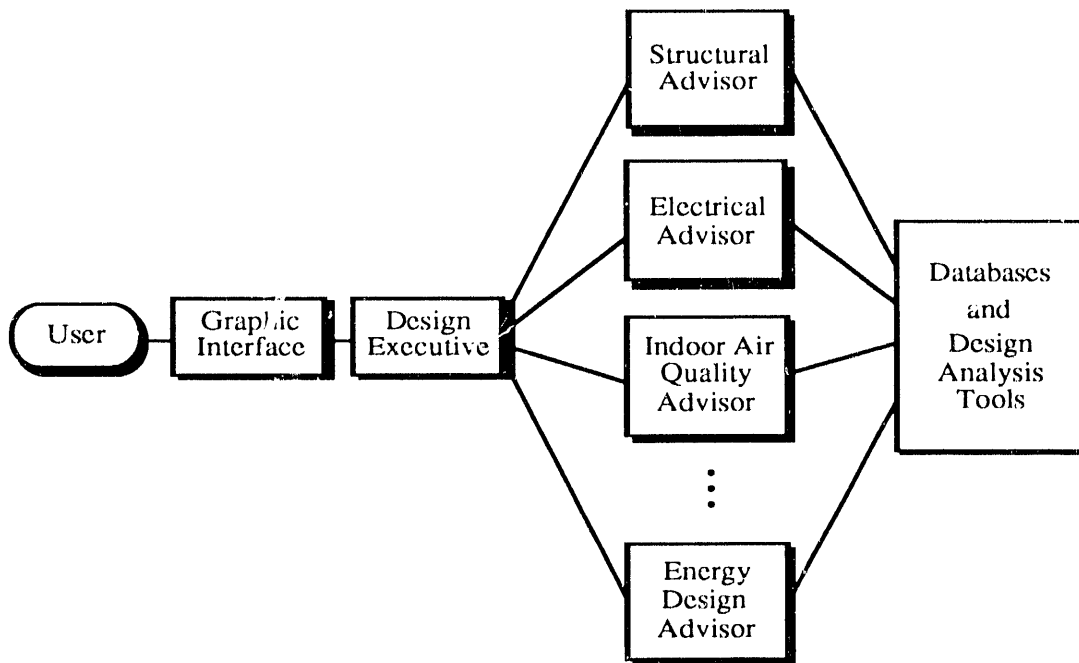 Structural
Advisor
Electrical
Advisor
User
Graphic
Interface
Design
Executive
Indoor Air
Quality
Advisor
Energy
Design
Advisor
Databases
and
Design
Analysis
Tools